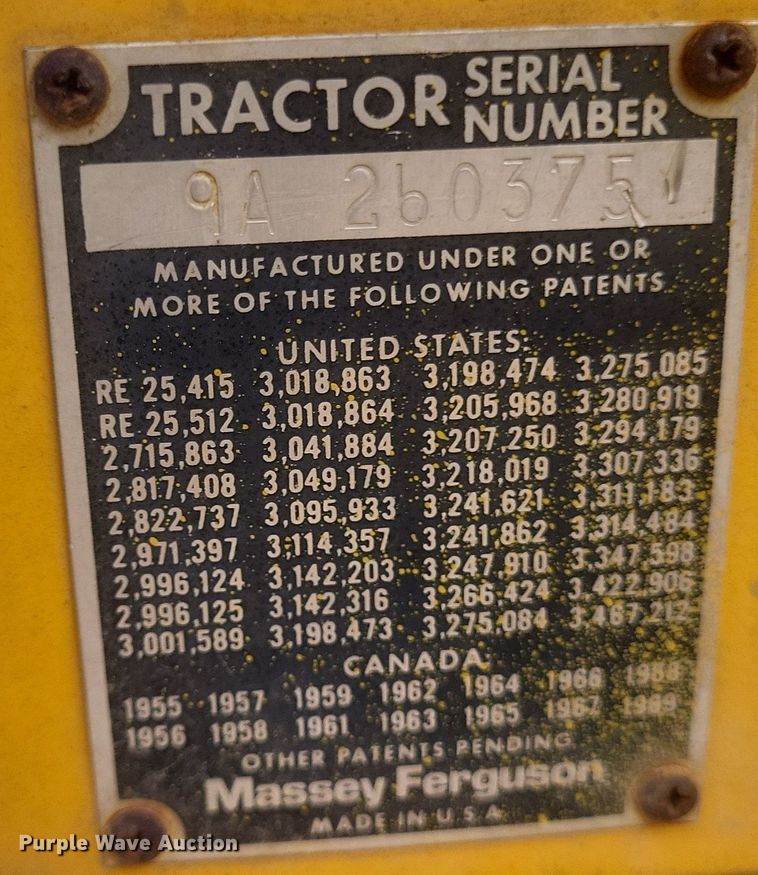 TRACTOR SERIAL NUMBER
9A 260375
MANUFACTURED UNDER ONE OR
MORE OF THE FOLLOWING PATENTS
UNITED STATES:
RE 25,415 3,018,863 3,198,474 3,275,085
RE 25,512 3,018,864 3,205,968 3,280,919
2,715,863 3,041,884 3,207,250 3,294,179
2,817,408 3,049,179 3,218,019 3,307,336
2,822,737 3,095,933 3,241,621 3,311,183
2,971,397 3,114,357 3,241,862 3,314,484
2,996,124 3,142,203 3,247,910 3,347,598
2,996,125 3,142,316 3,266,424 3,422,906
3,001,589 3,198,473 3,275,084 3,467,212
CANADA
1955 1957 1959 1962 1964 1966 1968
1956 1958 1961 1963 1965 1967 1969
OTHER PATENTS PENDING
Massey Ferguson
MADE IN U.S.A.
Purple Wave Auction